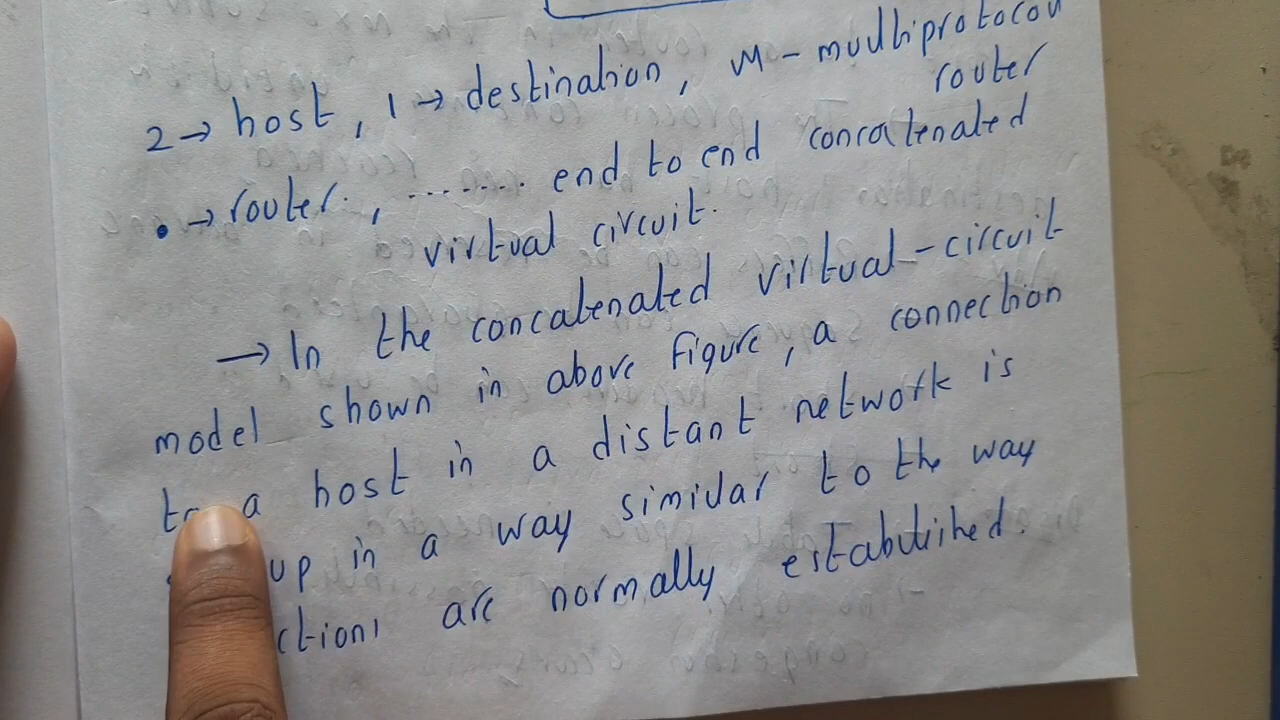 2 → host, 1 → destination, M - multiprotocol
router
• → router., ....... end to end concatenated
virtual circuit.
→ In the concatenated virtual-circuit
model shown in above figure, a connection
to a host in a distant network is
up in a way similar to the way
ctions are normally established.